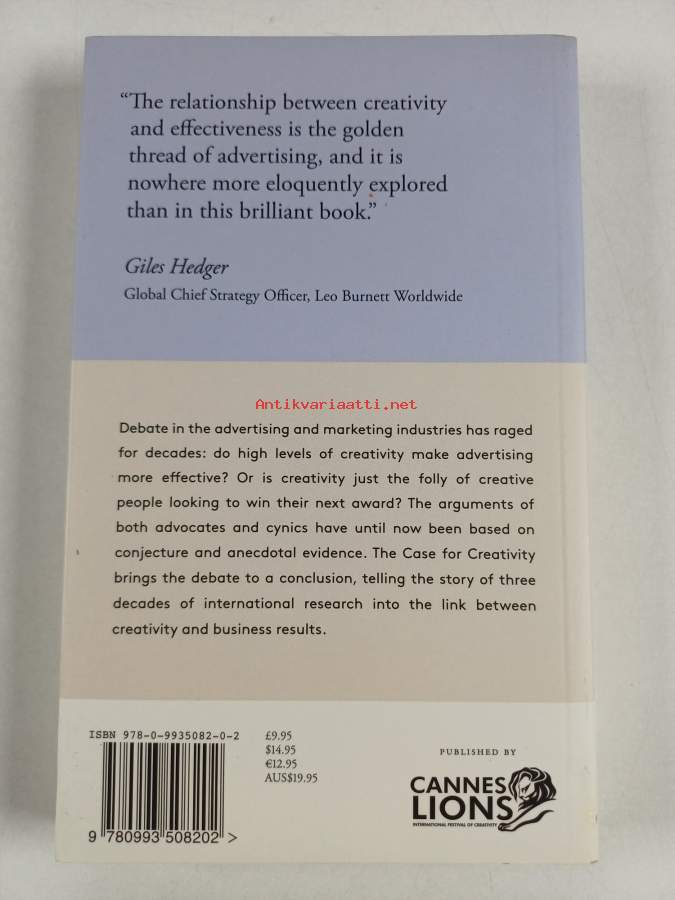 “The relationship between creativity
and effectiveness is the golden
thread of advertising, and it is
nowhere more eloquently explored
than in this brilliant book.”
Giles Hedger
Global Chief Strategy Officer, Leo Burnett Worldwide
Antikvariaatti.net
Debate in the advertising and marketing industries has raged
for decades: do high levels of creativity make advertising
more effective? Or is creativity just the folly of creative
people looking to win their next award? The arguments of
both advocates and cynics have until now been based on
conjecture and anecdotal evidence. The Case for Creativity
brings the debate to a conclusion, telling the story of three
decades of international research into the link between
creativity and business results.
ISBN 978-0-9935082-0-2
9 780993 508202 >
£9.95
$14.95
€12.95
AUS$19.95
PUBLISHED BY
CANNES
LIONS
INTERNATIONAL FESTIVAL OF CREATIVITY